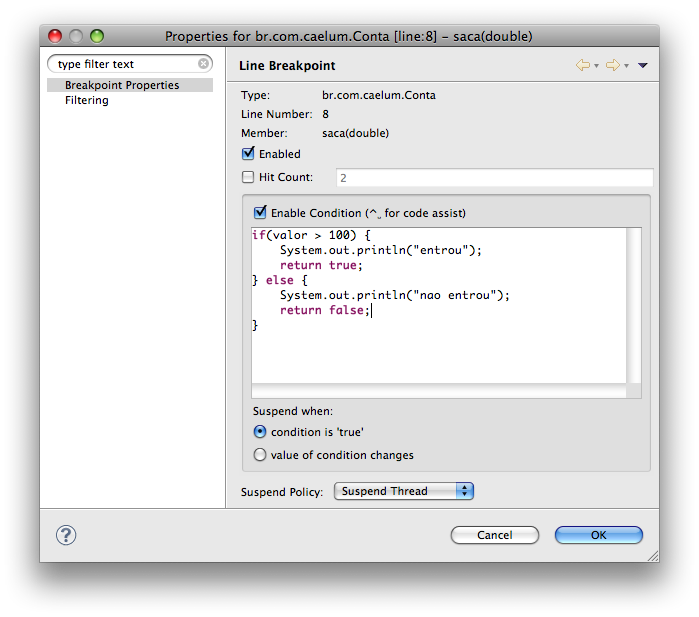 Properties for br.com.caelum.Conta [line:8] – saca(double)
type filter text
Breakpoint Properties
Filtering
Line Breakpoint
Type: br.com.caelum.Conta
Line Number: 8
Member: saca(double)
Enabled
Hit Count: 2
Enable Condition (^␣ for code assist)
if(valor > 100) {
    System.out.println("entrou");
    return true;
} else {
    System.out.println("nao entrou");
    return false;
}
Suspend when:
condition is 'true'
value of condition changes
Suspend Policy: Suspend Thread
?
Cancel
OK